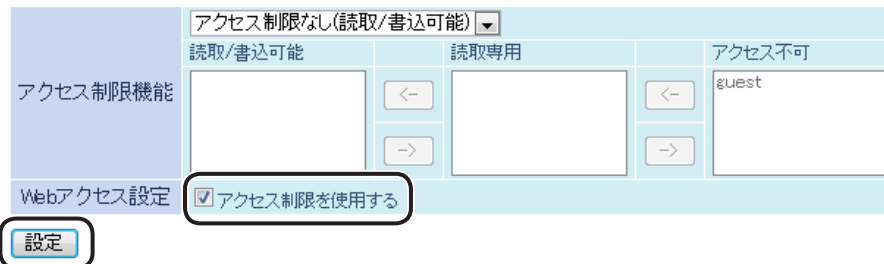 アクセス制限なし(読取/書込可能)
読取/書込可能 読取専用 アクセス不可
アクセス制限機能
<- <-
guest
-> ->
Webアクセス設定 アクセス制限を使用する
設定